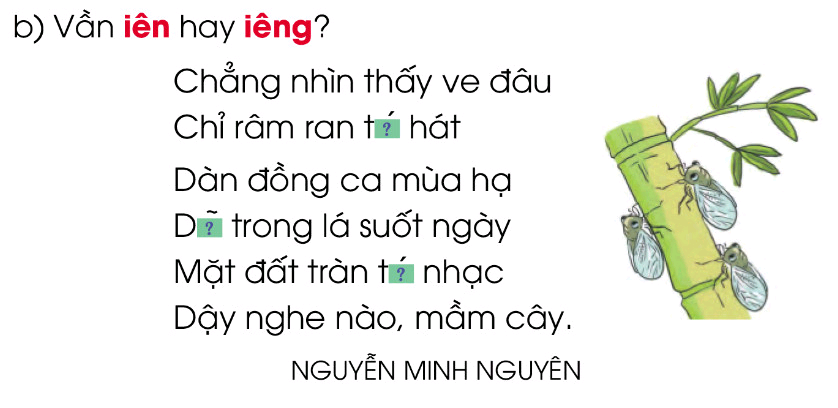 b) Vần iên hay iêng?
Chẳng nhìn thấy ve đâu
Chỉ râm ran t?́ hát
Dàn đồng ca mùa hạ
D?̃ trong lá suốt ngày
Mặt đất tràn t?́ nhạc
Dậy nghe nào, mầm cây.
NGUYỄN MINH NGUYÊN